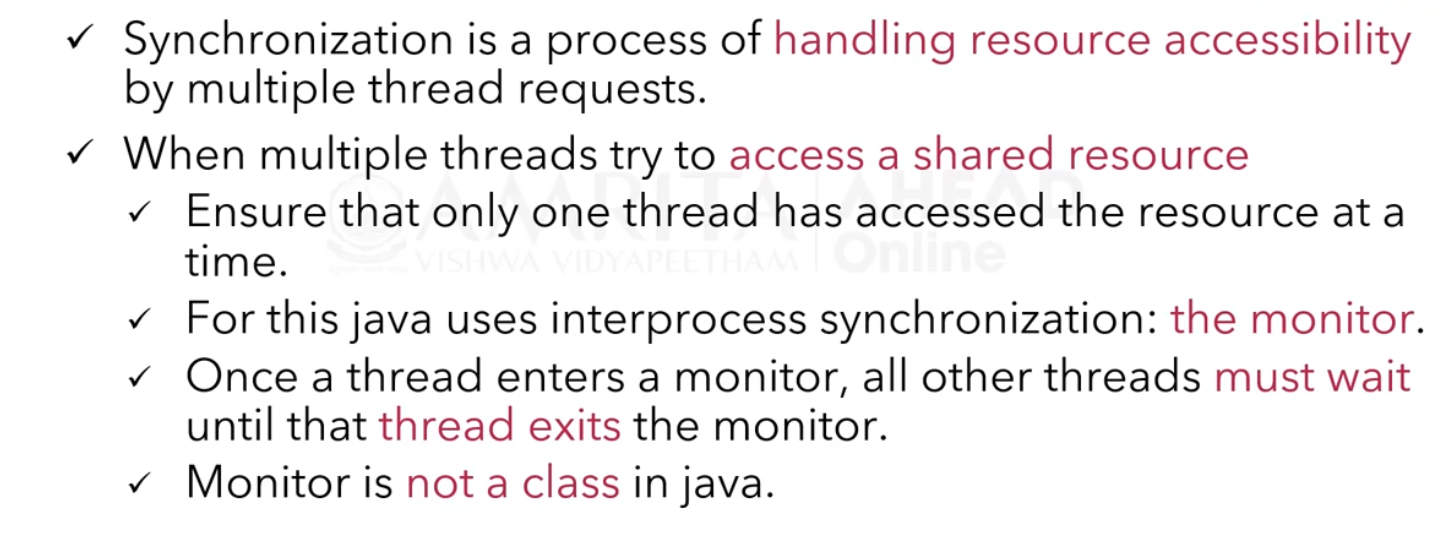 ✓ Synchronization is a process of handling resource accessibility
by multiple thread requests.
✓ When multiple threads try to access a shared resource
✓ Ensure that only one thread has accessed the resource at a
time.
✓ For this java uses interprocess synchronization: the monitor.
✓ Once a thread enters a monitor, all other threads must wait
until that thread exits the monitor.
✓ Monitor is not a class in java.
AMRITA AHEAD
VISHWA VIDYAPEETHAM Online